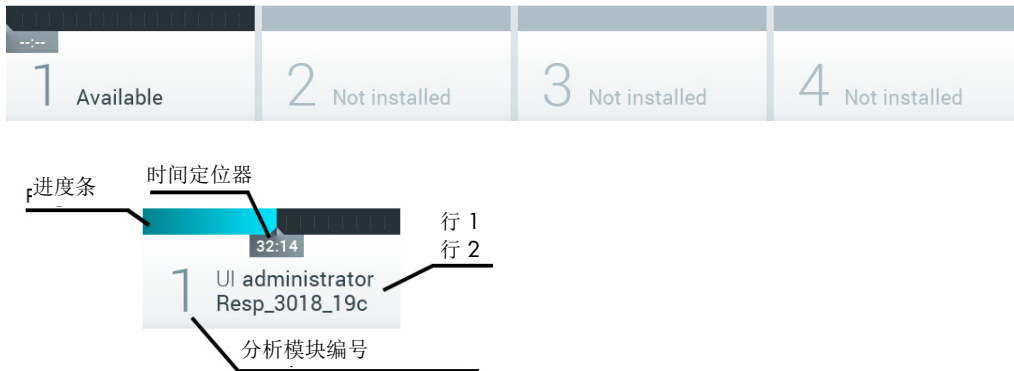 --:--
1 Available
2 Not installed
3 Not installed
4 Not installed
进度条
时间定位器
行 1
行 2
32:14
1 UI administrator
Resp_3018_19c
分析模块编号